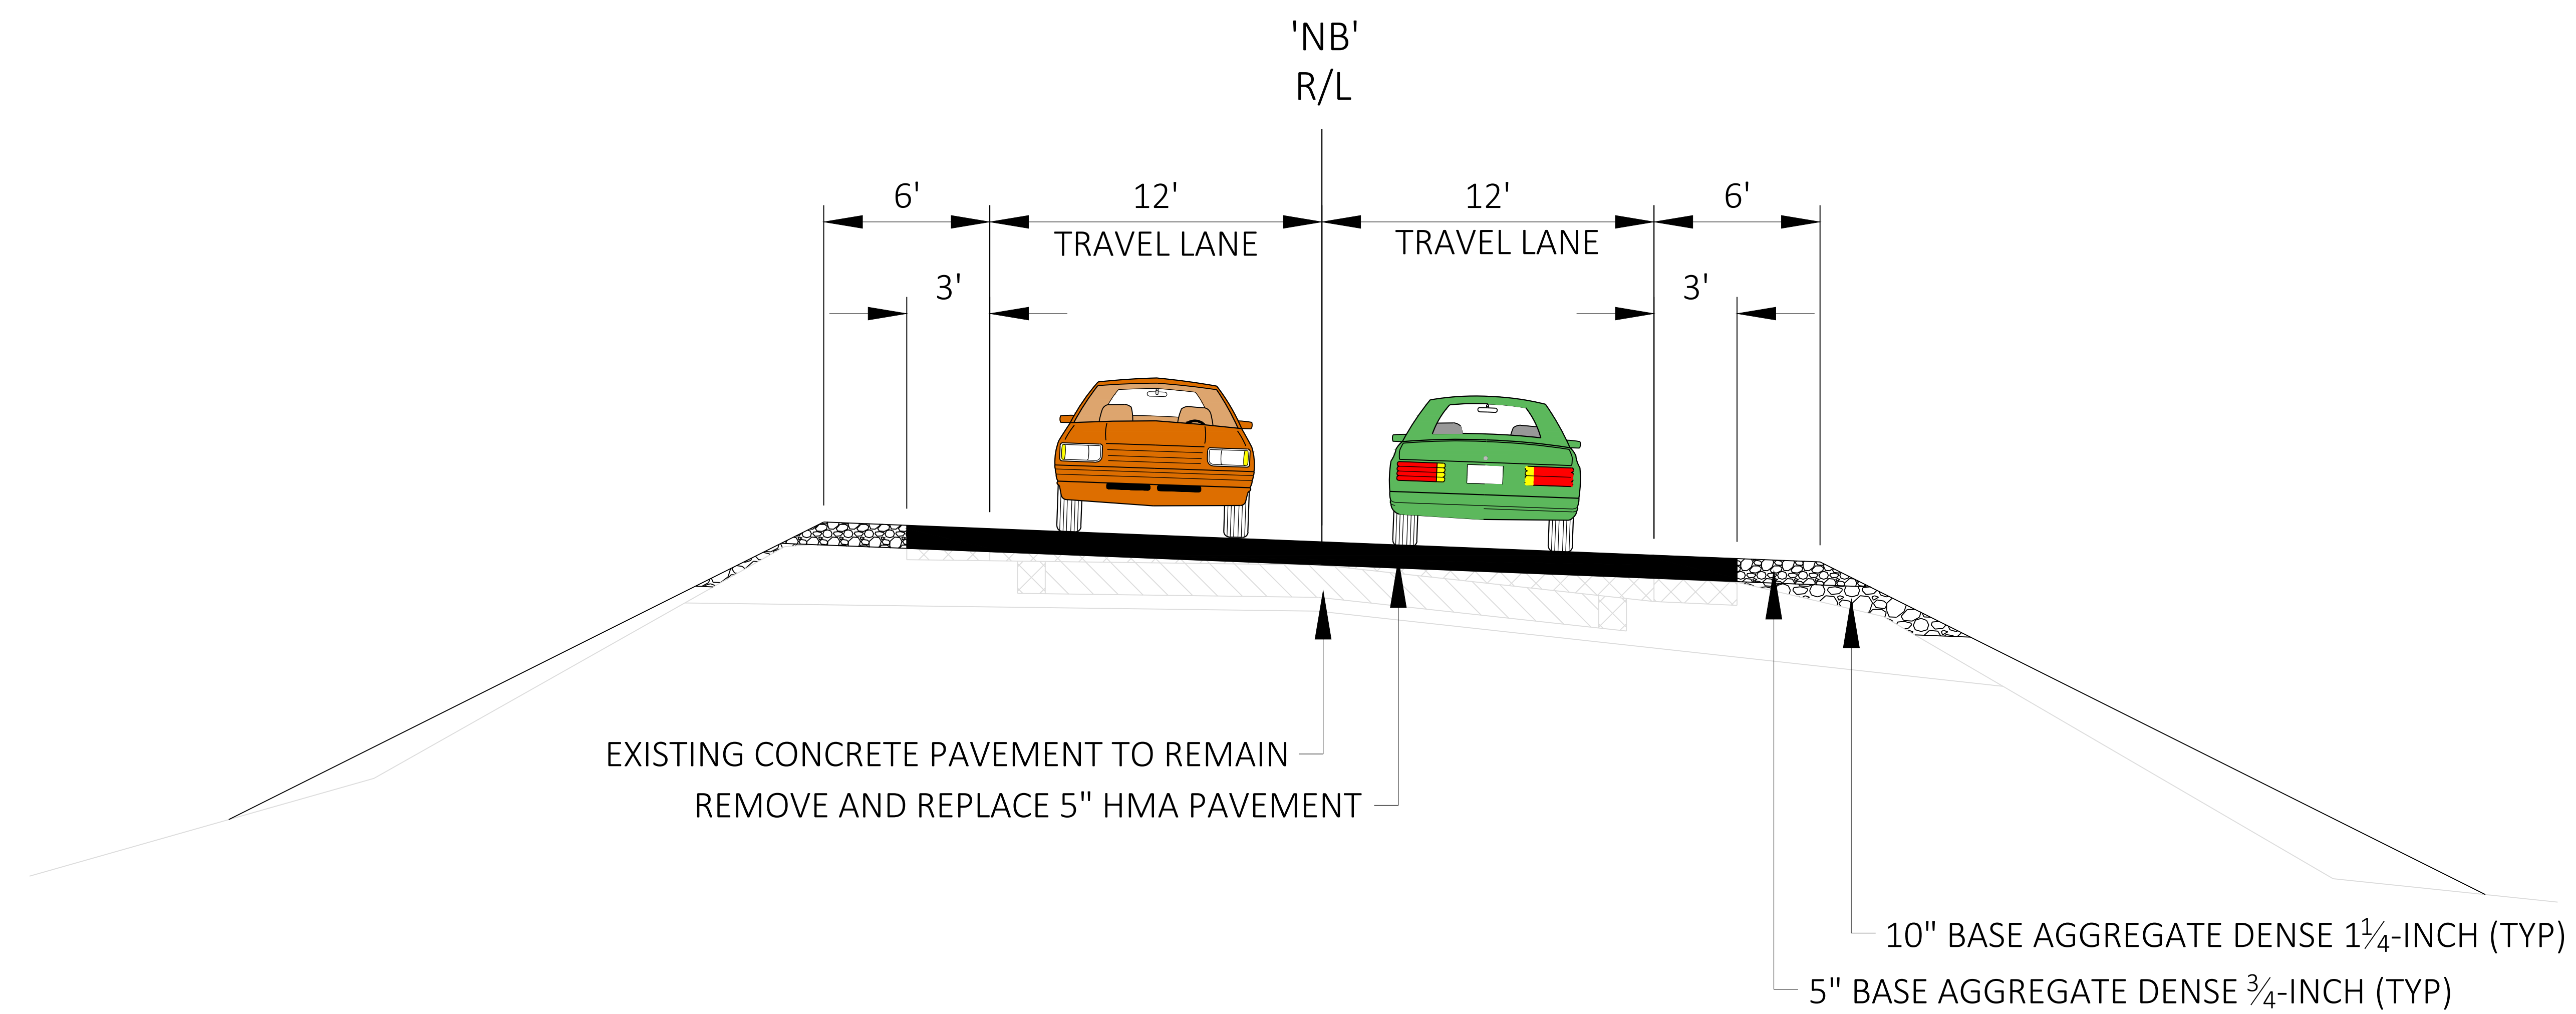 'NB'
R/L
6' 12' 12' 6'
TRAVEL LANE TRAVEL LANE
3' 3'
EXISTING CONCRETE PAVEMENT TO REMAIN
REMOVE AND REPLACE 5" HMA PAVEMENT
10" BASE AGGREGATE DENSE 1¼-INCH (TYP)
5" BASE AGGREGATE DENSE ¾-INCH (TYP)